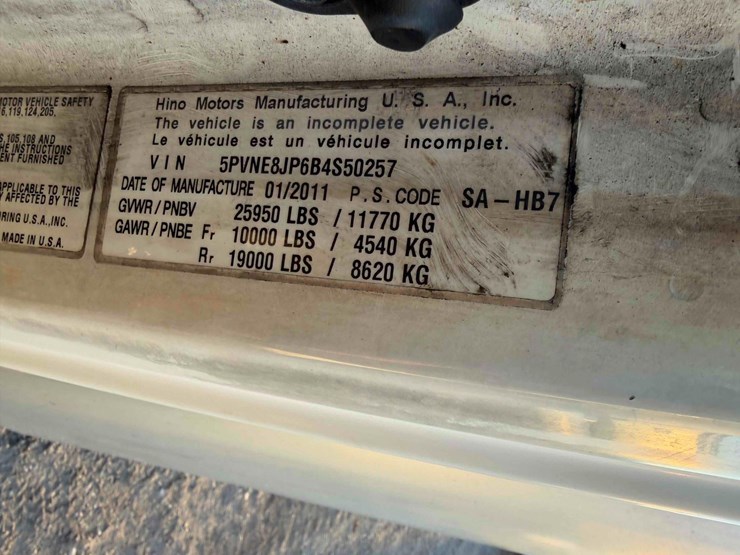 OTOR VEHICLE SAFETY
6,119,124,205,
S,105,108 AND
HE INSTRUCTIONS
ENT FURNISHED
APPLICABLE TO THIS
Y AFFECTED BY THE
RING U.S.A.,INC.
MADE IN U.S.A.
Hino Motors Manufacturing U. S. A., Inc.
The vehicle is an incomplete vehicle.
Le véhicule est un véhicule incomplet.
VIN 5PVNE8JP6B4S50257
DATE OF MANUFACTURE 01/2011 P.S.CODE SA-HB7
GVWR/PNBV 25950 LBS / 11770 KG
GAWR/PNBE Fr 10000 LBS / 4540 KG
Rr 19000 LBS / 8620 KG